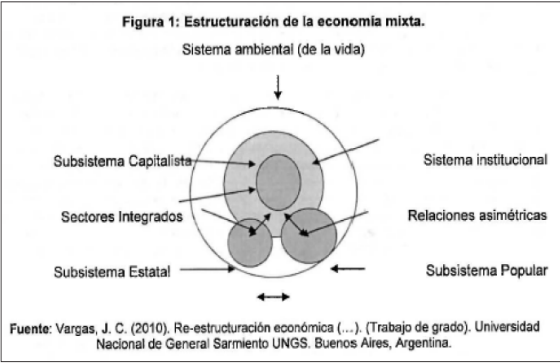 Figura 1: Estructuración de la economía mixta.
Sistema ambiental (de la vida)
Subsistema Capitalista
Sistema institucional
Sectores Integrados
Relaciones asimétricas
Subsistema Estatal
Subsistema Popular
Fuente: Vargas, J. C. (2010). Re-estructuración económica (...). (Trabajo de grado). Universidad
Nacional de General Sarmiento UNGS. Buenos Aires, Argentina.